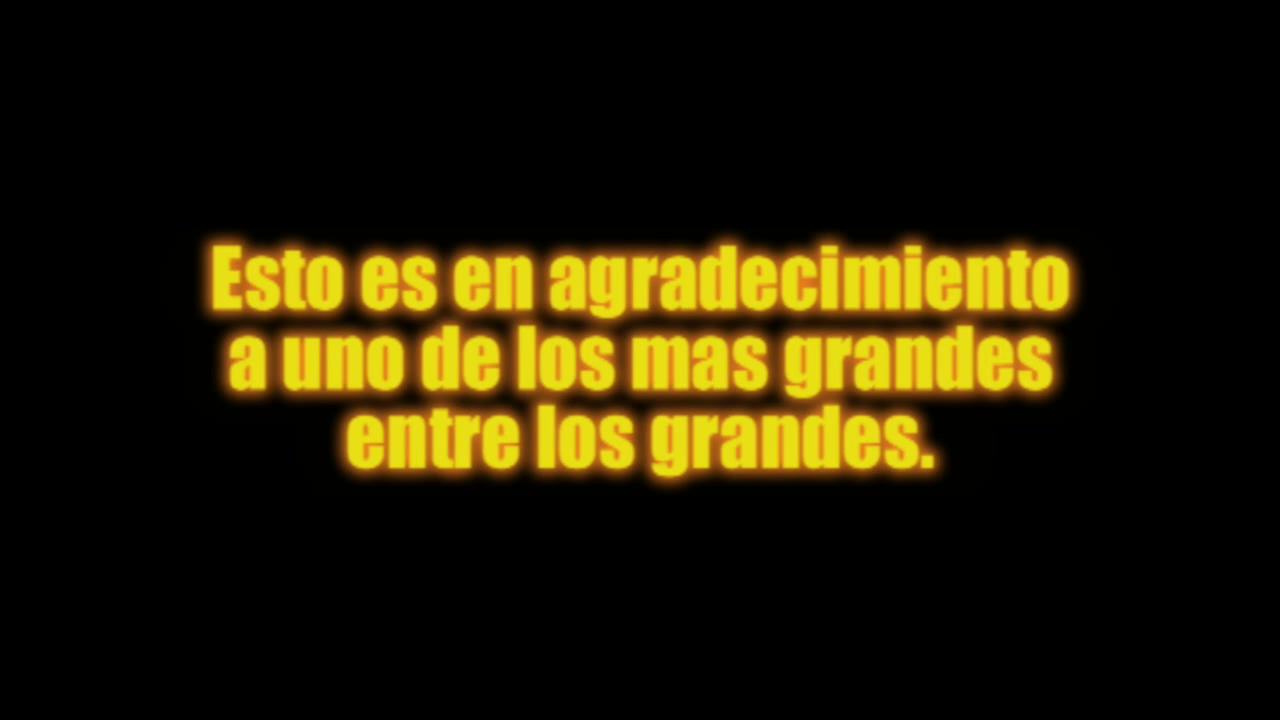 Esto es en agradecimiento
a uno de los mas grandes
entre los grandes.